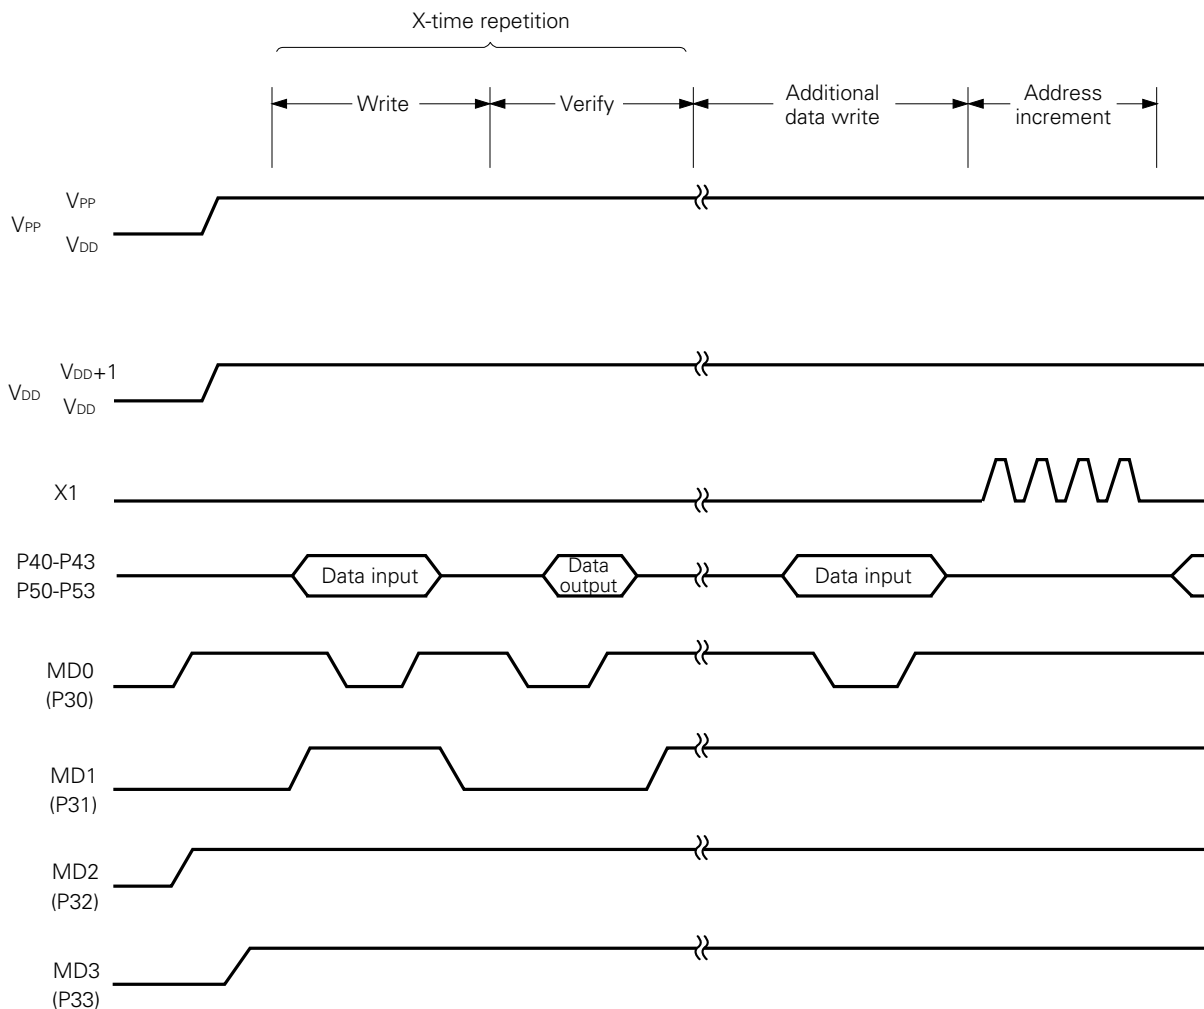 X-time repetition
Write
Verify
Additional
data write
Address
increment
VPP
VPP
VDD
VDD+1
VDD
VDD
X1
P40-P43
P50-P53
Data input
Data
output
Data input
MD0
(P30)
MD1
(P31)
MD2
(P32)
MD3
(P33)